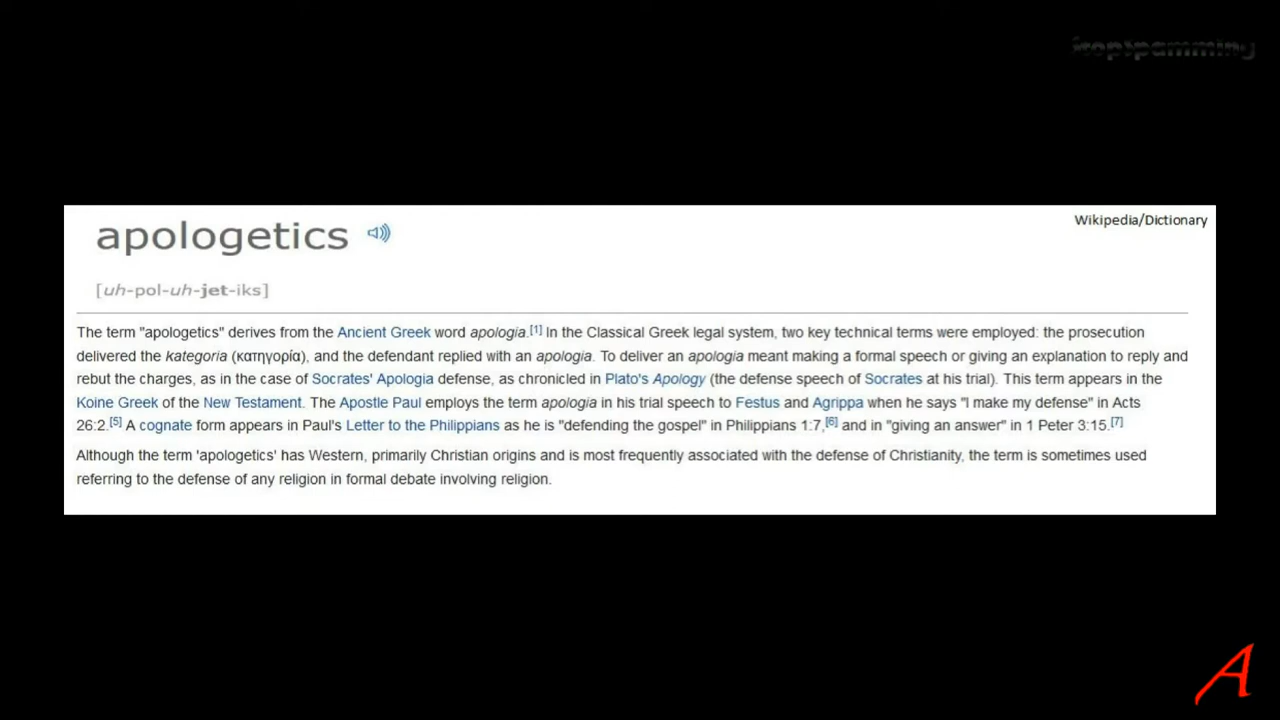 stopspamming
apologetics
Wikipedia/Dictionary
[uh-pol-uh-jet-iks]
The term "apologetics" derives from the Ancient Greek word apologia.[1] In the Classical Greek legal system, two key technical terms were employed: the prosecution
delivered the kategoria (κατηγορία), and the defendant replied with an apologia. To deliver an apologia meant making a formal speech or giving an explanation to reply and
rebut the charges, as in the case of Socrates' Apologia defense, as chronicled in Plato's Apology (the defense speech of Socrates at his trial). This term appears in the
Koine Greek of the New Testament. The Apostle Paul employs the term apologia in his trial speech to Festus and Agrippa when he says "I make my defense" in Acts
26:2.[5] A cognate form appears in Paul's Letter to the Philippians as he is "defending the gospel" in Philippians 1:7,[6] and in "giving an answer" in 1 Peter 3:15.[7]
Although the term 'apologetics' has Western, primarily Christian origins and is most frequently associated with the defense of Christianity, the term is sometimes used
referring to the defense of any religion in formal debate involving religion.
A